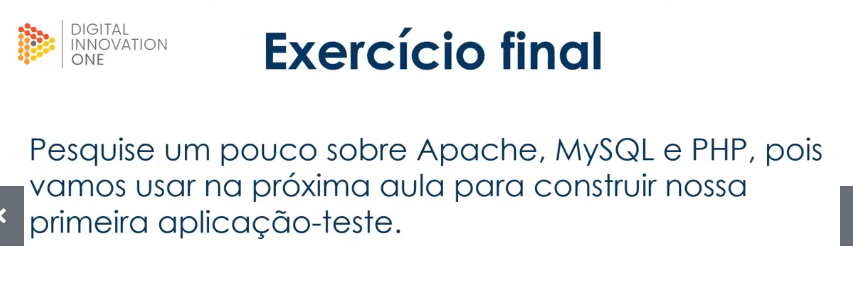 DIGITAL
INNOVATION
ONE
Exercício final
Pesquise um pouco sobre Apache, MySQL e PHP, pois
vamos usar na próxima aula para construir nossa
primeira aplicação-teste.